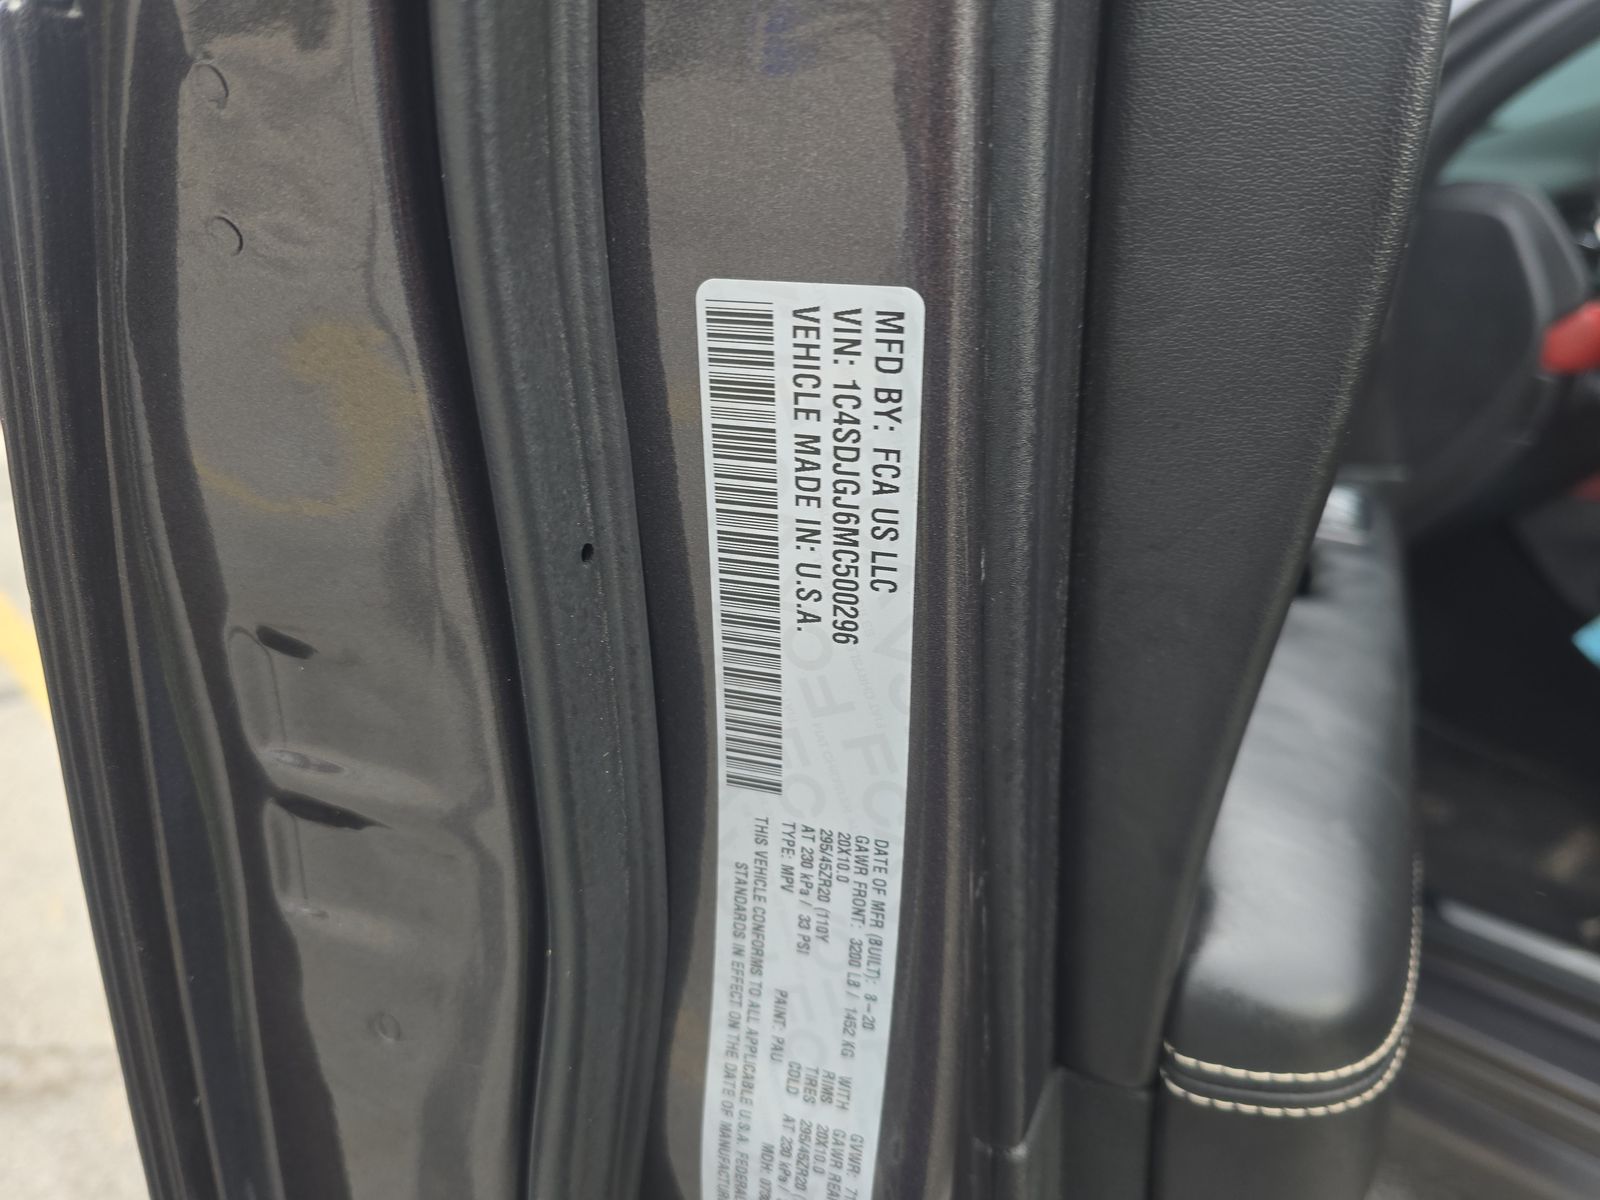 MFD BY: FCA US LLC
VIN: 1C4SDJGJ6MC500296
VEHICLE MADE IN: U.S.A.
DATE OF MFR (BUILT): 8-20 GVWR:
GAWR FRONT: 3200 LB / 1452 KG WITH GAWR REAR
20X10.0 RIMS 20X10.0
295/45ZR20 (110Y TIRES 295/45ZR20
AT 230 kPa / 33 PSI COLD AT 230 kPa /
TYPE: MPV PAINT: PAU MDH:
THIS VEHICLE CONFORMS TO ALL APPLICABLE U.S.A. FEDERAL
STANDARDS IN EFFECT ON THE DATE OF MANUFACTURE